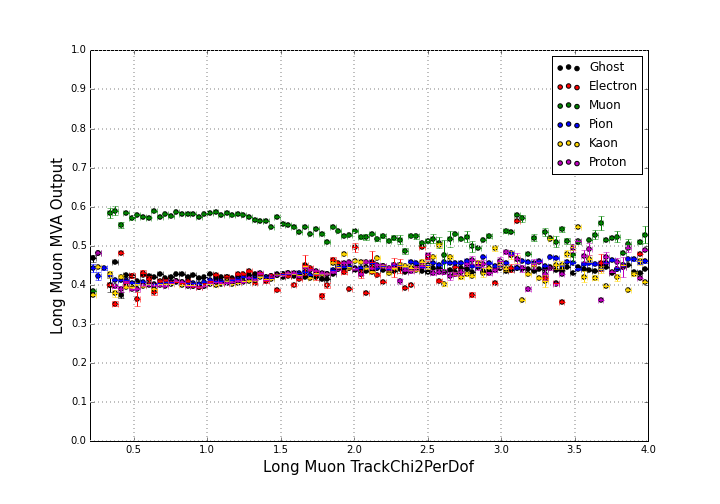 1.0
0.9
0.8
0.7
0.6
0.5
0.4
0.3
0.2
0.1
0.0
Long Muon MVA Output
Ghost
Electron
Muon
Pion
Kaon
Proton
0.5 1.0 1.5 2.0 2.5 3.0 3.5 4.0
Long Muon TrackChi2PerDof